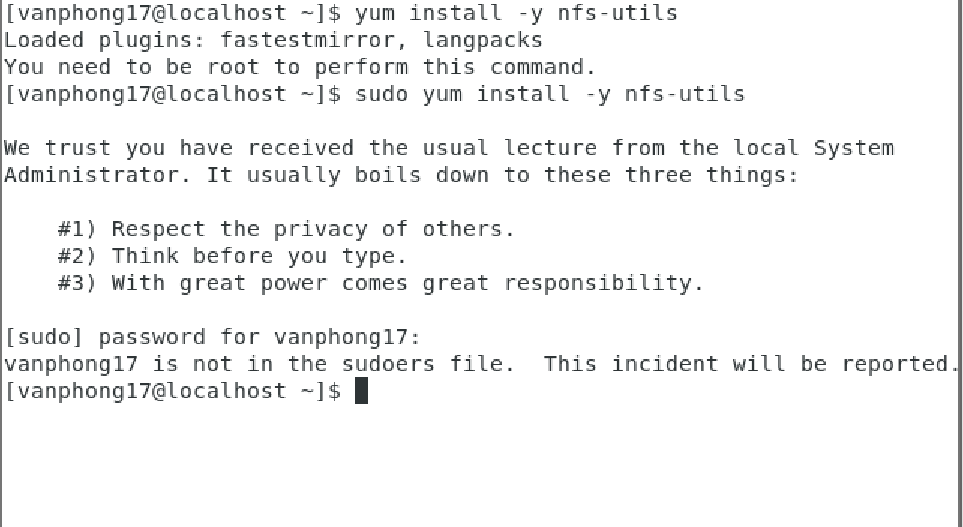 [vanphong17@localhost ~]$ yum install -y nfs-utils
Loaded plugins: fastestmirror, langpacks
You need to be root to perform this command.
[vanphong17@localhost ~]$ sudo yum install -y nfs-utils
We trust you have received the usual lecture from the local System
Administrator. It usually boils down to these three things:
#1) Respect the privacy of others.
#2) Think before you type.
#3) With great power comes great responsibility.
[sudo] password for vanphong17:
vanphong17 is not in the sudoers file.  This incident will be reported.
[vanphong17@localhost ~]$